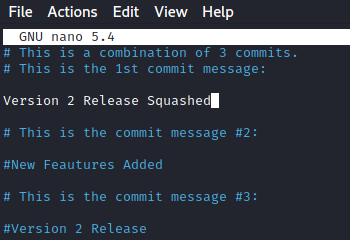 File Actions Edit View Help
GNU nano 5.4
# This is a combination of 3 commits.
# This is the 1st commit message:
Version 2 Release Squashed
# This is the commit message #2:
#New Feautures Added
# This is the commit message #3:
#Version 2 Release